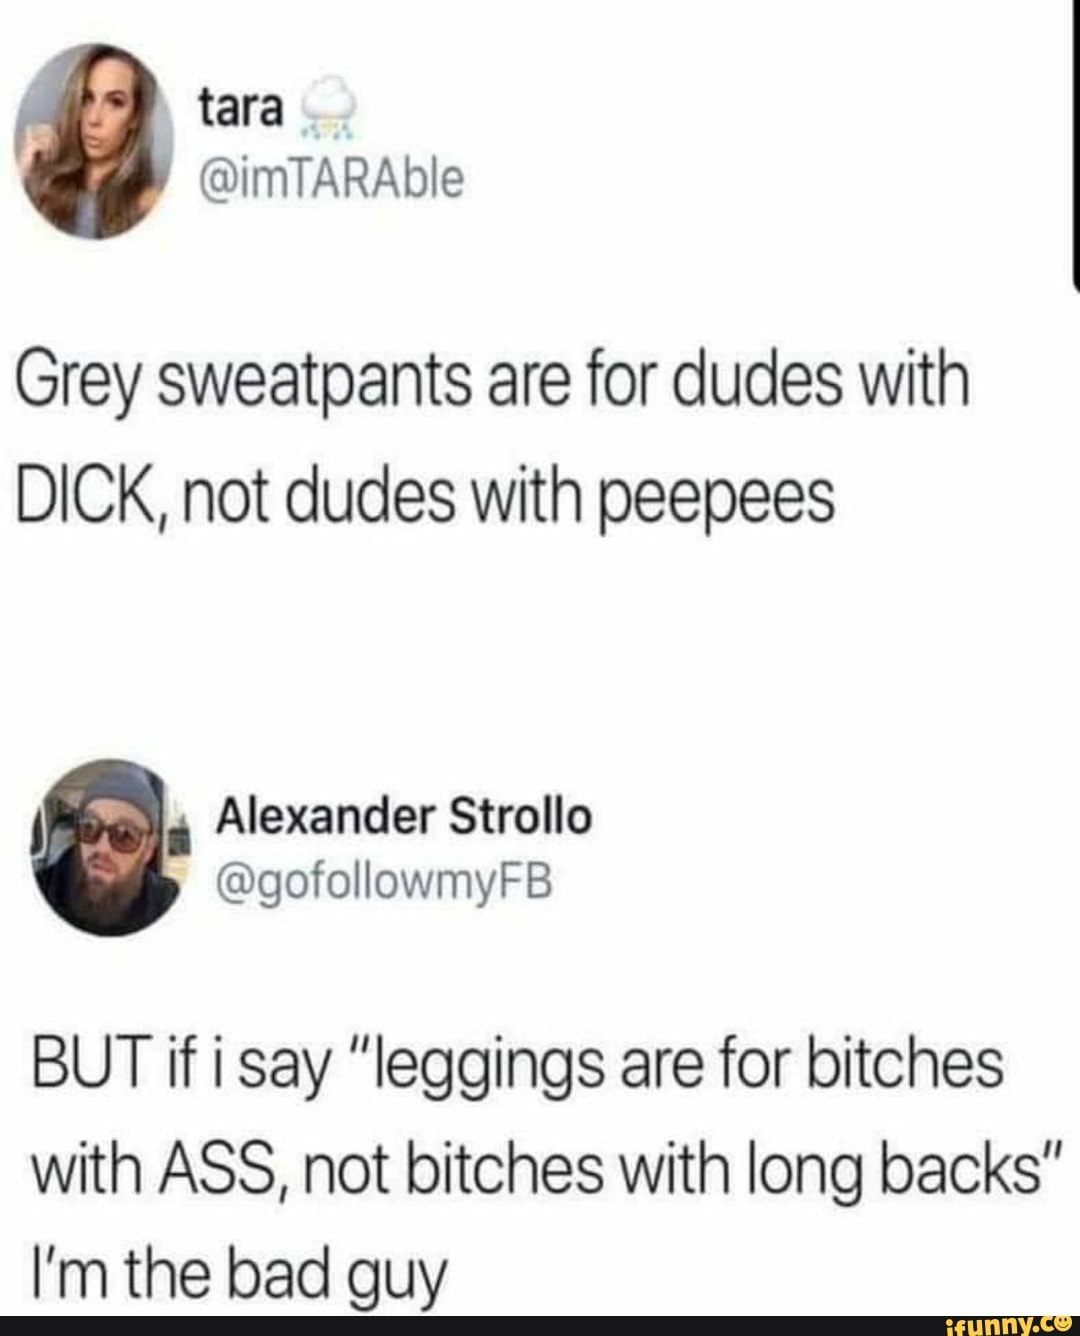 tara
@imTARAble
Grey sweatpants are for dudes with
DICK, not dudes with peepees
Alexander Strollo
@gofollowmyFB
BUT if i say "leggings are for bitches
with ASS, not bitches with long backs"
I'm the bad guy
ifunny.co